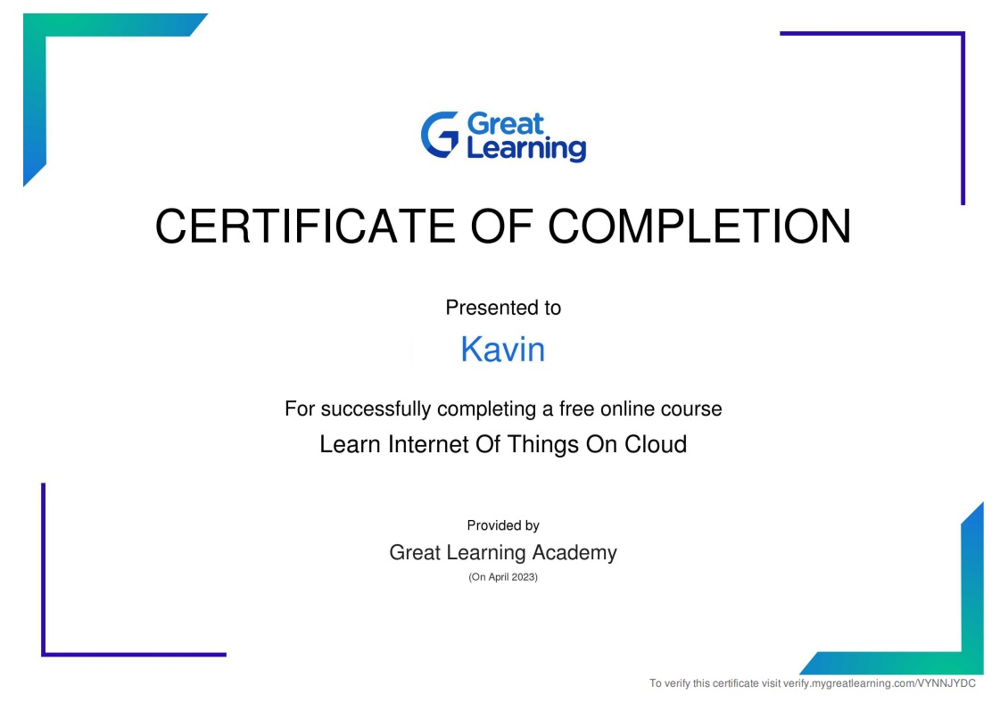 Great
Learning
CERTIFICATE OF COMPLETION
Presented to
Kavin
For successfully completing a free online course
Learn Internet Of Things On Cloud
Provided by
Great Learning Academy
(On April 2023)
To verify this certificate visit verify.mygreatlearning.com/VYNNJYDC